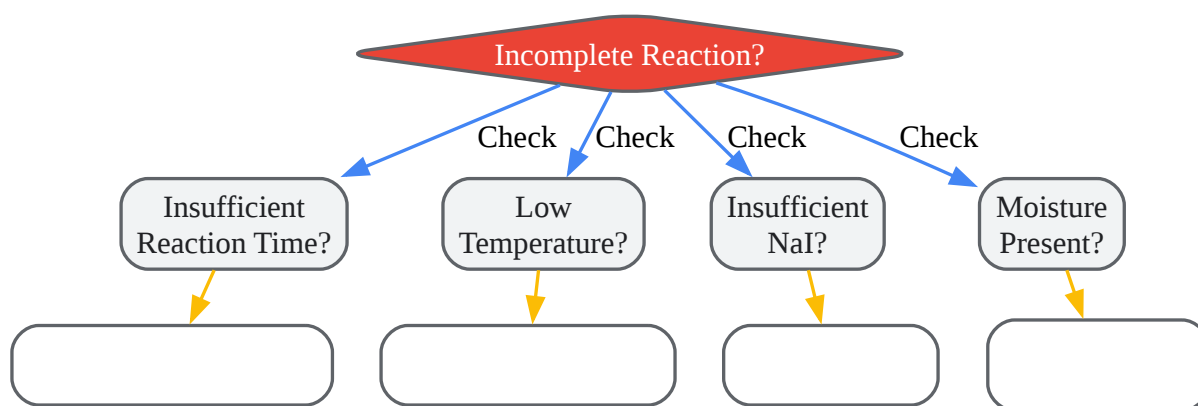 Incomplete Reaction?
Check
Check
Check
Check
Insufficient
Reaction Time?
Low
Temperature?
Insufficient
NaI?
Moisture
Present?